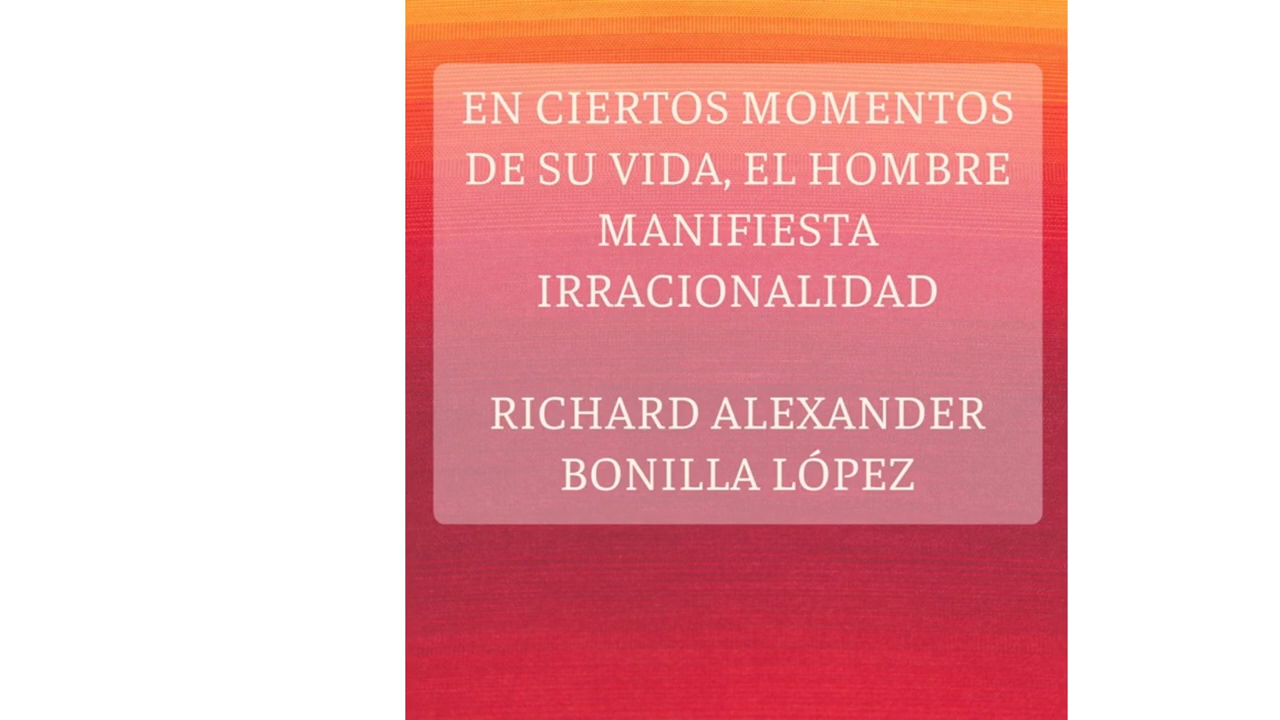 EN CIERTOS MOMENTOS
DE SU VIDA, EL HOMBRE
MANIFIESTA
IRRACIONALIDAD
RICHARD ALEXANDER
BONILLA LÓPEZ